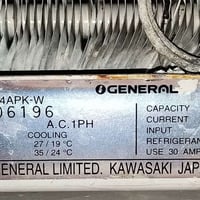 GENERAL
4APK-W
06196
A.C.1PH
COOLING
27/19°C
35/24°C
CAPACITY
CURRENT
INPUT
REFRIGERAN
USE 30 AMP
GENERAL LIMITED. KAWASAKI JAP